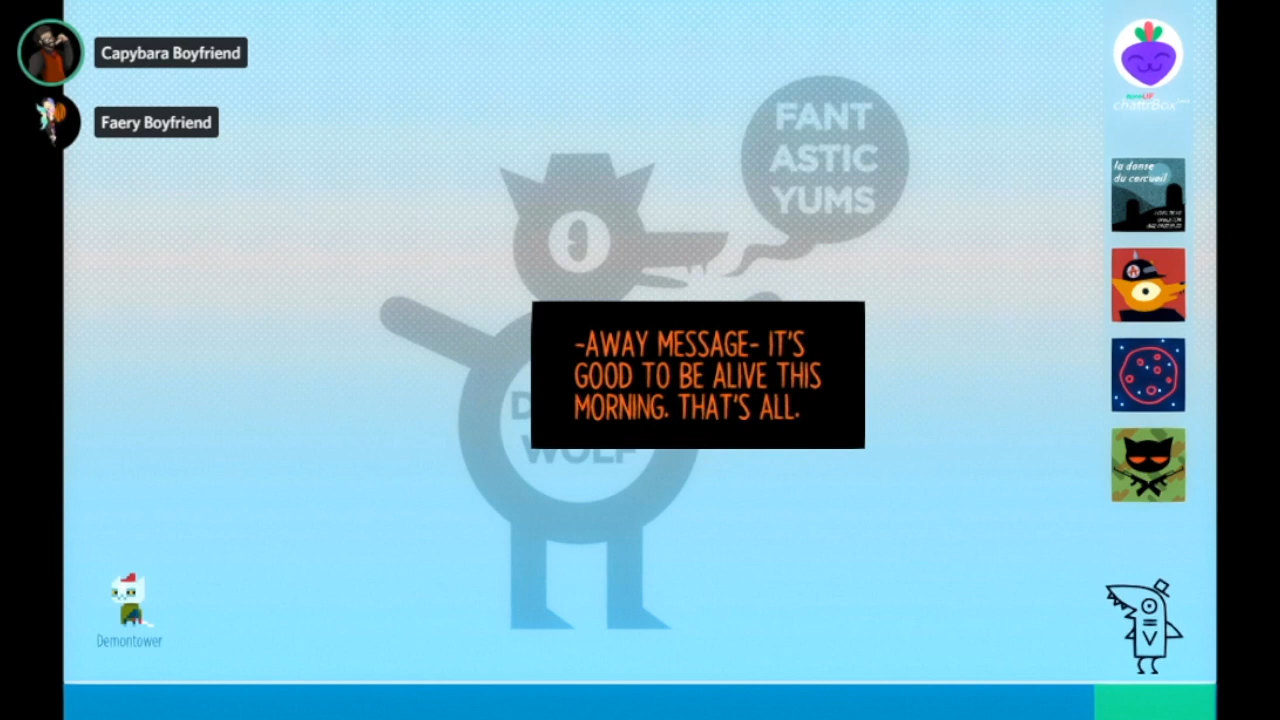 Capybara Boyfriend
Faery Boyfriend
FANT
ASTIC
YUMS
chattrBox
la danse
du cercueil
-AWAY MESSAGE- IT'S
GOOD TO BE ALIVE THIS
MORNING. THAT'S ALL.
WOLF
Demontower